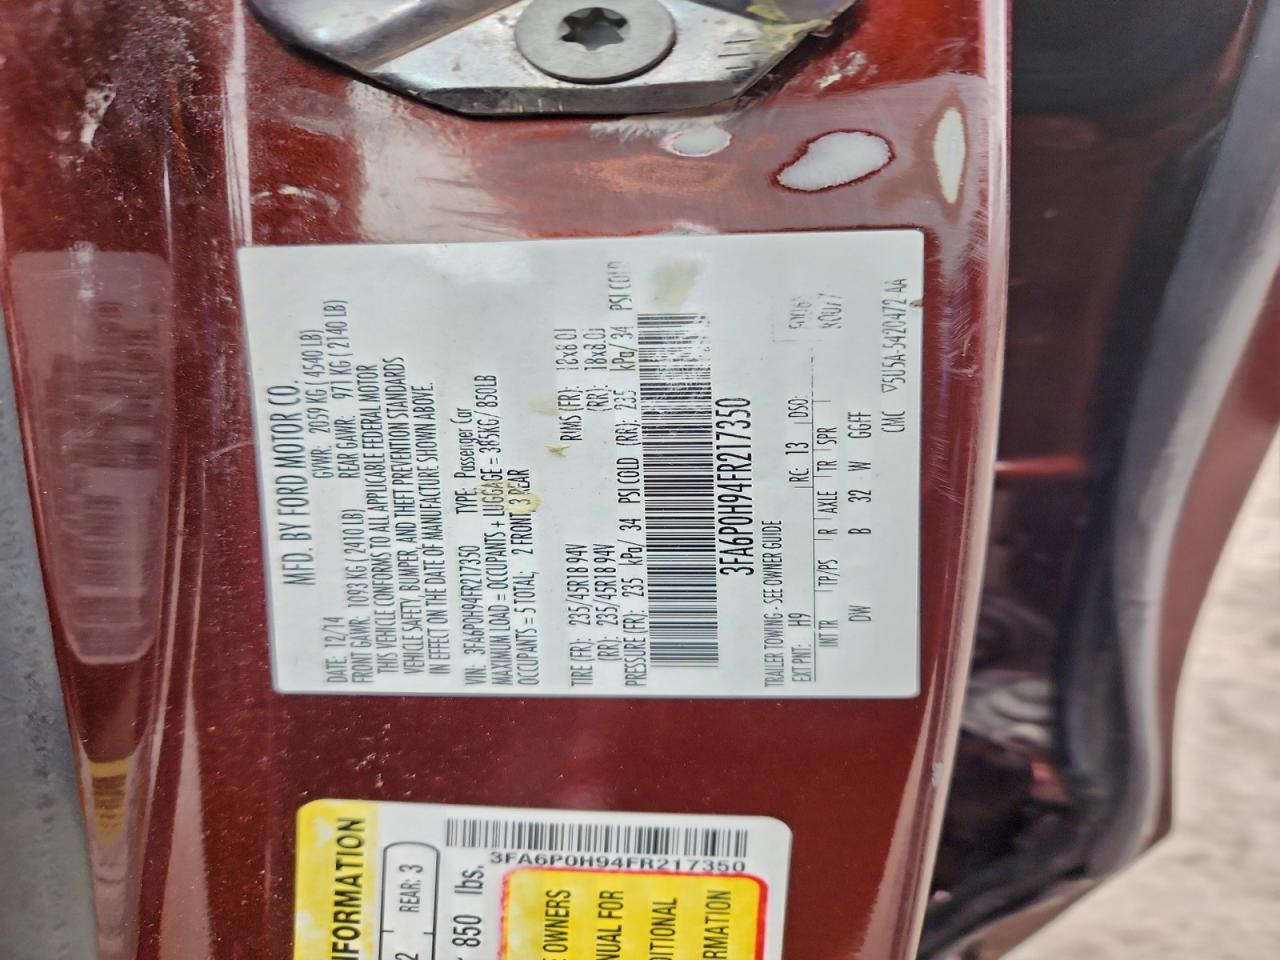 MFD. BY FORD MOTOR CO.
DATE: 12/14 GVWR: 2059 KG ( 4540 LB)
FRONT GAWR: 1093 KG ( 2410 LB) REAR GAWR: 971 KG ( 2140 LB)
THIS VEHICLE CONFORMS TO ALL APPLICABLE FEDERAL MOTOR
VEHICLE SAFETY, BUMPER, AND THEFT PREVENTION STANDARDS
IN EFFECT ON THE DATE OF MANUFACTURE SHOWN ABOVE.
VIN: 3FA6P0H94FR217350 TYPE: Passenger Car
MAXIMUM LOAD = OCCUPANTS + LUGGAGE = 385KG/ 850LB
OCCUPANTS = 5 TOTAL; 2 FRONT, 3 REAR
TIRE (FR): 235/45R18 94V RIMS (FR): 18x8.0J
(RR): 235/45R18 94V (RR): 18x8.0J
PRESSURE (FR): 235 kPa/ 34 PSI COLD (RR): 235 kPa/ 34 PSI COLD
3FA6P0H94FR217350
TRAILER TOWING - SEE OWNER GUIDE
EXT PNT: H9 RC: 13 DSO:
INT TR TP/PS R AXLE TR SPR
DW B 32 W GGFF
CMC ▽5U5A-5420472-AA
FORMATION
REAR: 3
850 lbs.
3FA6P0H94FR217350
OWNERS
NUAL FOR
DITIONAL
RMATION